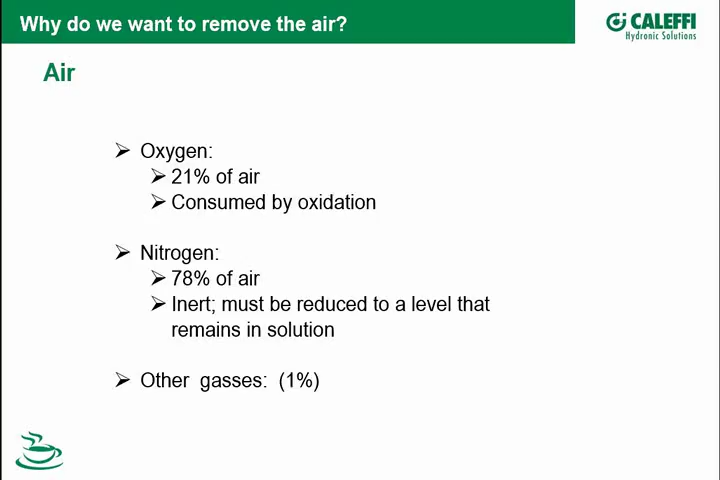 Why do we want to remove the air?
CALEFFI
Hydronic Solutions
Air
Oxygen:
21% of air
Consumed by oxidation
Nitrogen:
78% of air
Inert; must be reduced to a level that
remains in solution
Other gasses: (1%)